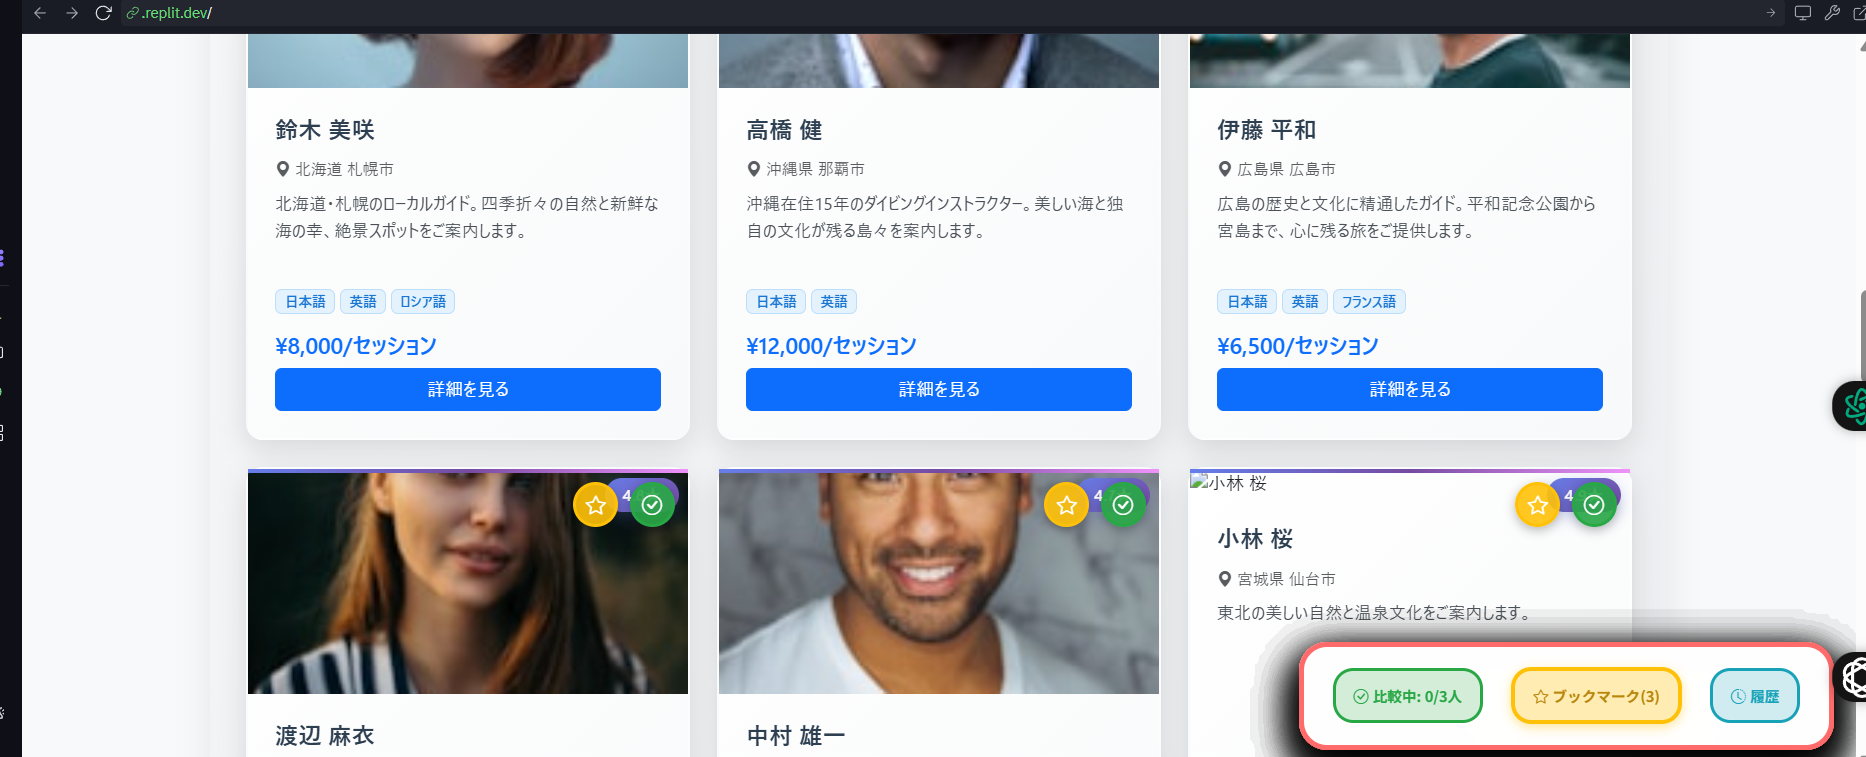 .replit.dev/
鈴木 美咲
北海道 札幌市
北海道・札幌のローカルガイド。四季折々の自然と新鮮な
海の幸、絶景スポットをご案内します。
日本語 英語 ロシア語
¥8,000/セッション
詳細を見る
高橋 健
沖縄県 那覇市
沖縄在住15年のダイビングインストラクター。美しい海と独
自の文化が残る島々を案内します。
日本語 英語
¥12,000/セッション
詳細を見る
伊藤 平和
広島県 広島市
広島の歴史と文化に精通したガイド。平和記念公園から
宮島まで、心に残る旅をご提供します。
日本語 英語 フランス語
¥6,500/セッション
詳細を見る
渡辺 麻衣
中村 雄一
小林 桜
小林 桜
宮城県 仙台市
東北の美しい自然と温泉文化をご案内します。
比較中: 0/3人
ブックマーク(3)
履歴